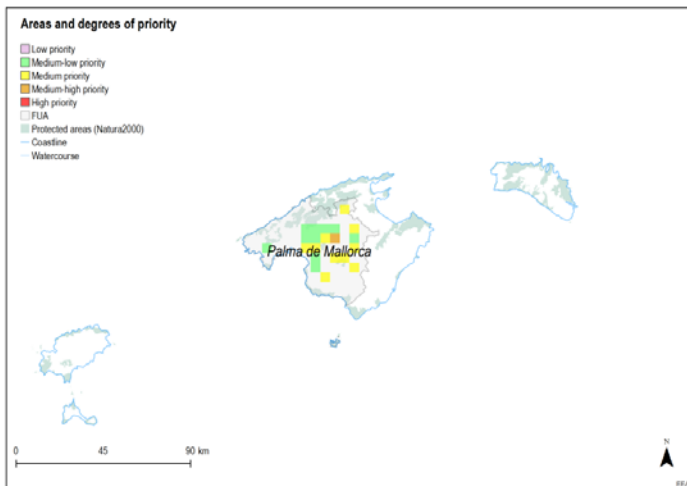 Areas and degrees of priority
Low priority
Medium-low priority
Medium priority
Medium-high priority
High priority
FUA
Protected areas (Natura2000)
Coastline
Watercourse
Palma de Mallorca
0 45 90 km
N